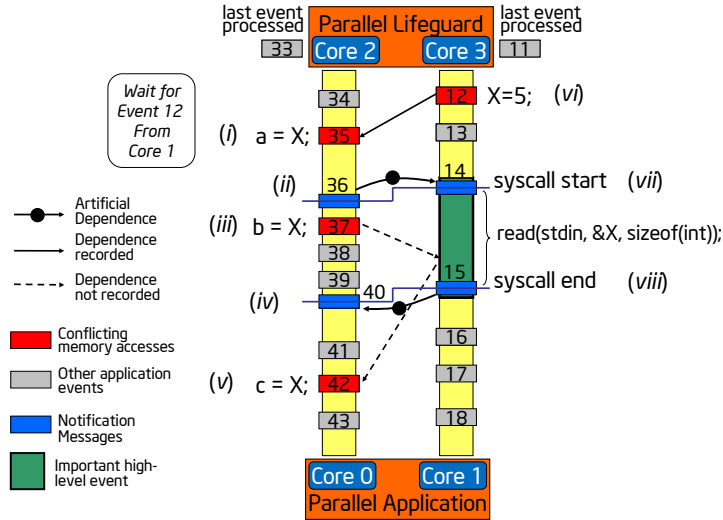 last event
processed
33
Parallel Lifeguard
Core 2
Core 3
last event
processed
11
Wait for
Event 12
From
Core 1
34
12
X=5;
(vi)
(i)
a = X;
35
13
(ii)
36
14
syscall start
(vii)
Artificial
Dependence
Dependence
recorded
Dependence
not recorded
(iii)
b = X;
37
38
39
read(stdin, &X, sizeof(int));
15
syscall end
(viii)
(iv)
40
Conflicting
memory accesses
Other application
events
Notification
Messages
Important high-
level event
16
41
17
(v)
c = X;
42
43
18
Core 0
Core 1
Parallel Application